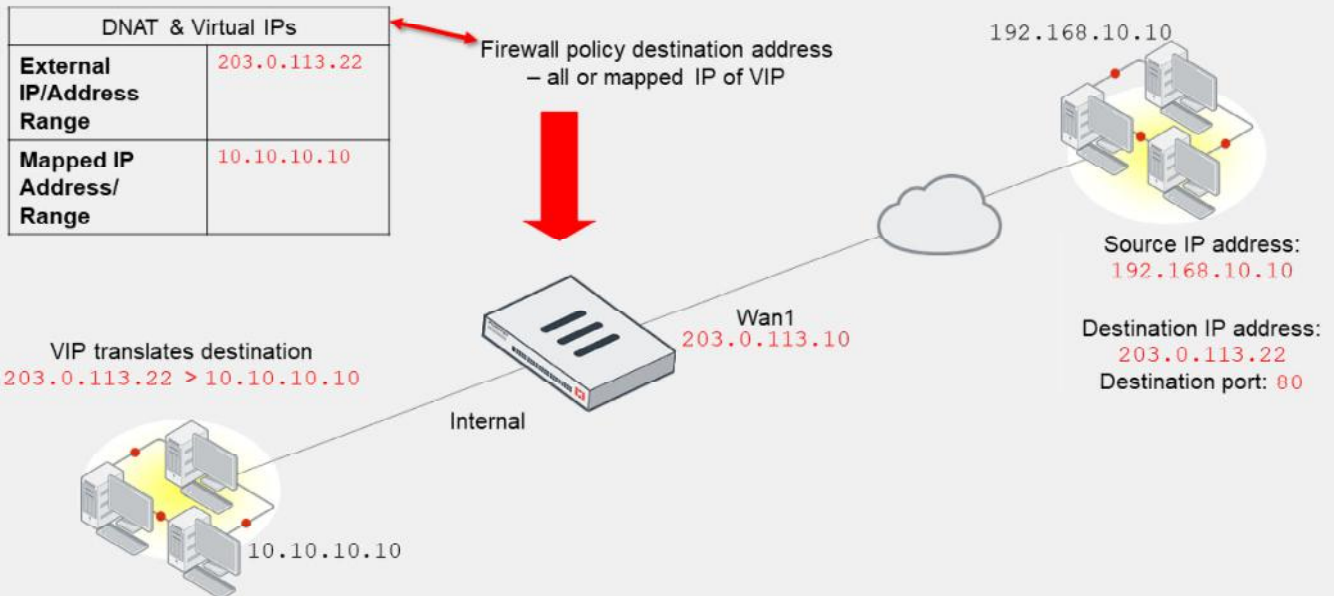 DNAT & Virtual IPs
External
IP/Address
Range
203.0.113.22
Mapped IP
Address/
Range
10.10.10.10
Firewall policy destination address
– all or mapped IP of VIP
192.168.10.10
Source IP address:
192.168.10.10
Destination IP address:
203.0.113.22
Destination port: 80
Wan1
203.0.113.10
VIP translates destination
203.0.113.22 > 10.10.10.10
Internal
10.10.10.10